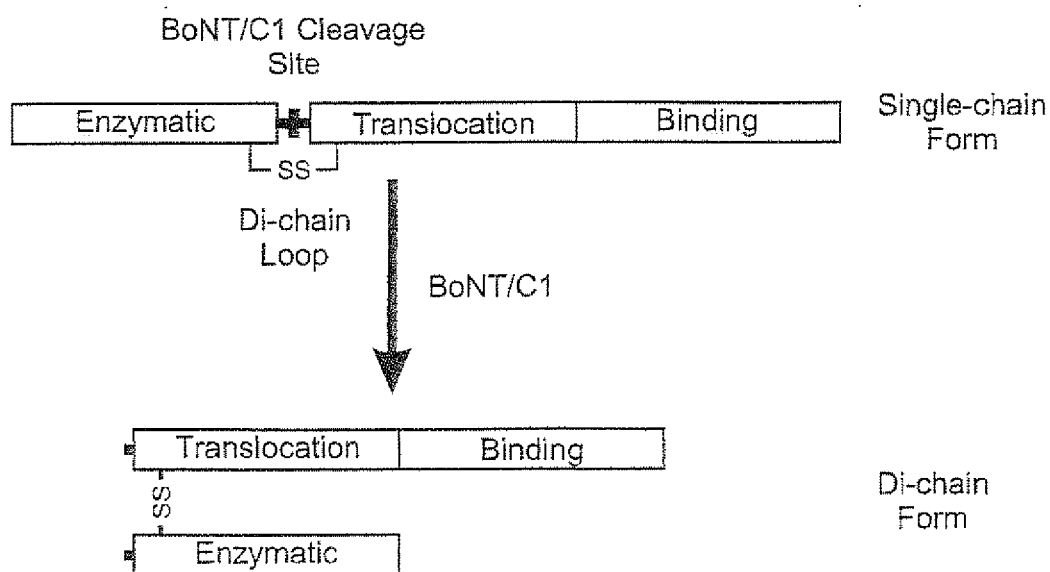 BoNT/C1 Cleavage
Site
Enzymatic
Translocation
Binding
Single-chain
Form
SS
Di-chain
Loop
BoNT/C1
Translocation
Binding
SS
Di-chain
Form
Enzymatic